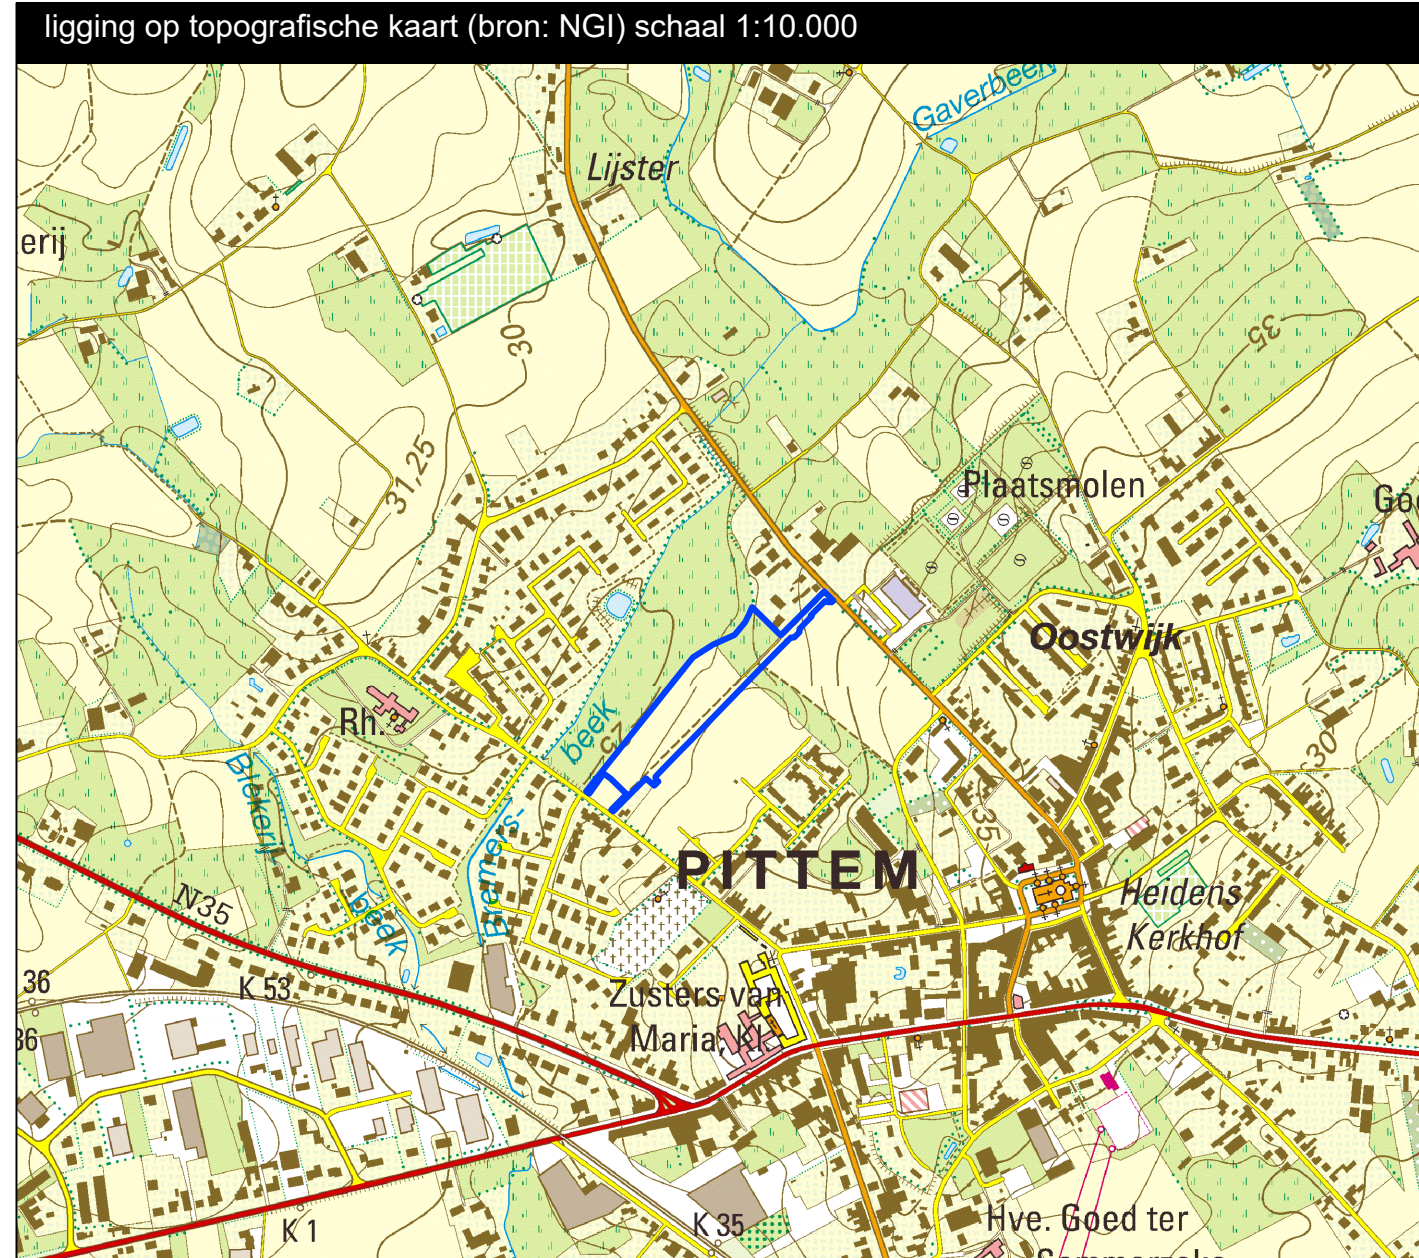 ligging op topografische kaart (bron: NGI) schaal 1:10.000
Gaverbeek
Lijster
erij
30
35
31,25
Plaatsmolen
Goe
Oostwijk
Rh.
beek
Blekerij
30
35
Bremers-
PITTEM
N35
beek
Heidens
Kerkhof
36
K 53
Zusters van
Maria, Kl.
36
K 1
K 35
Hve. Goed ter